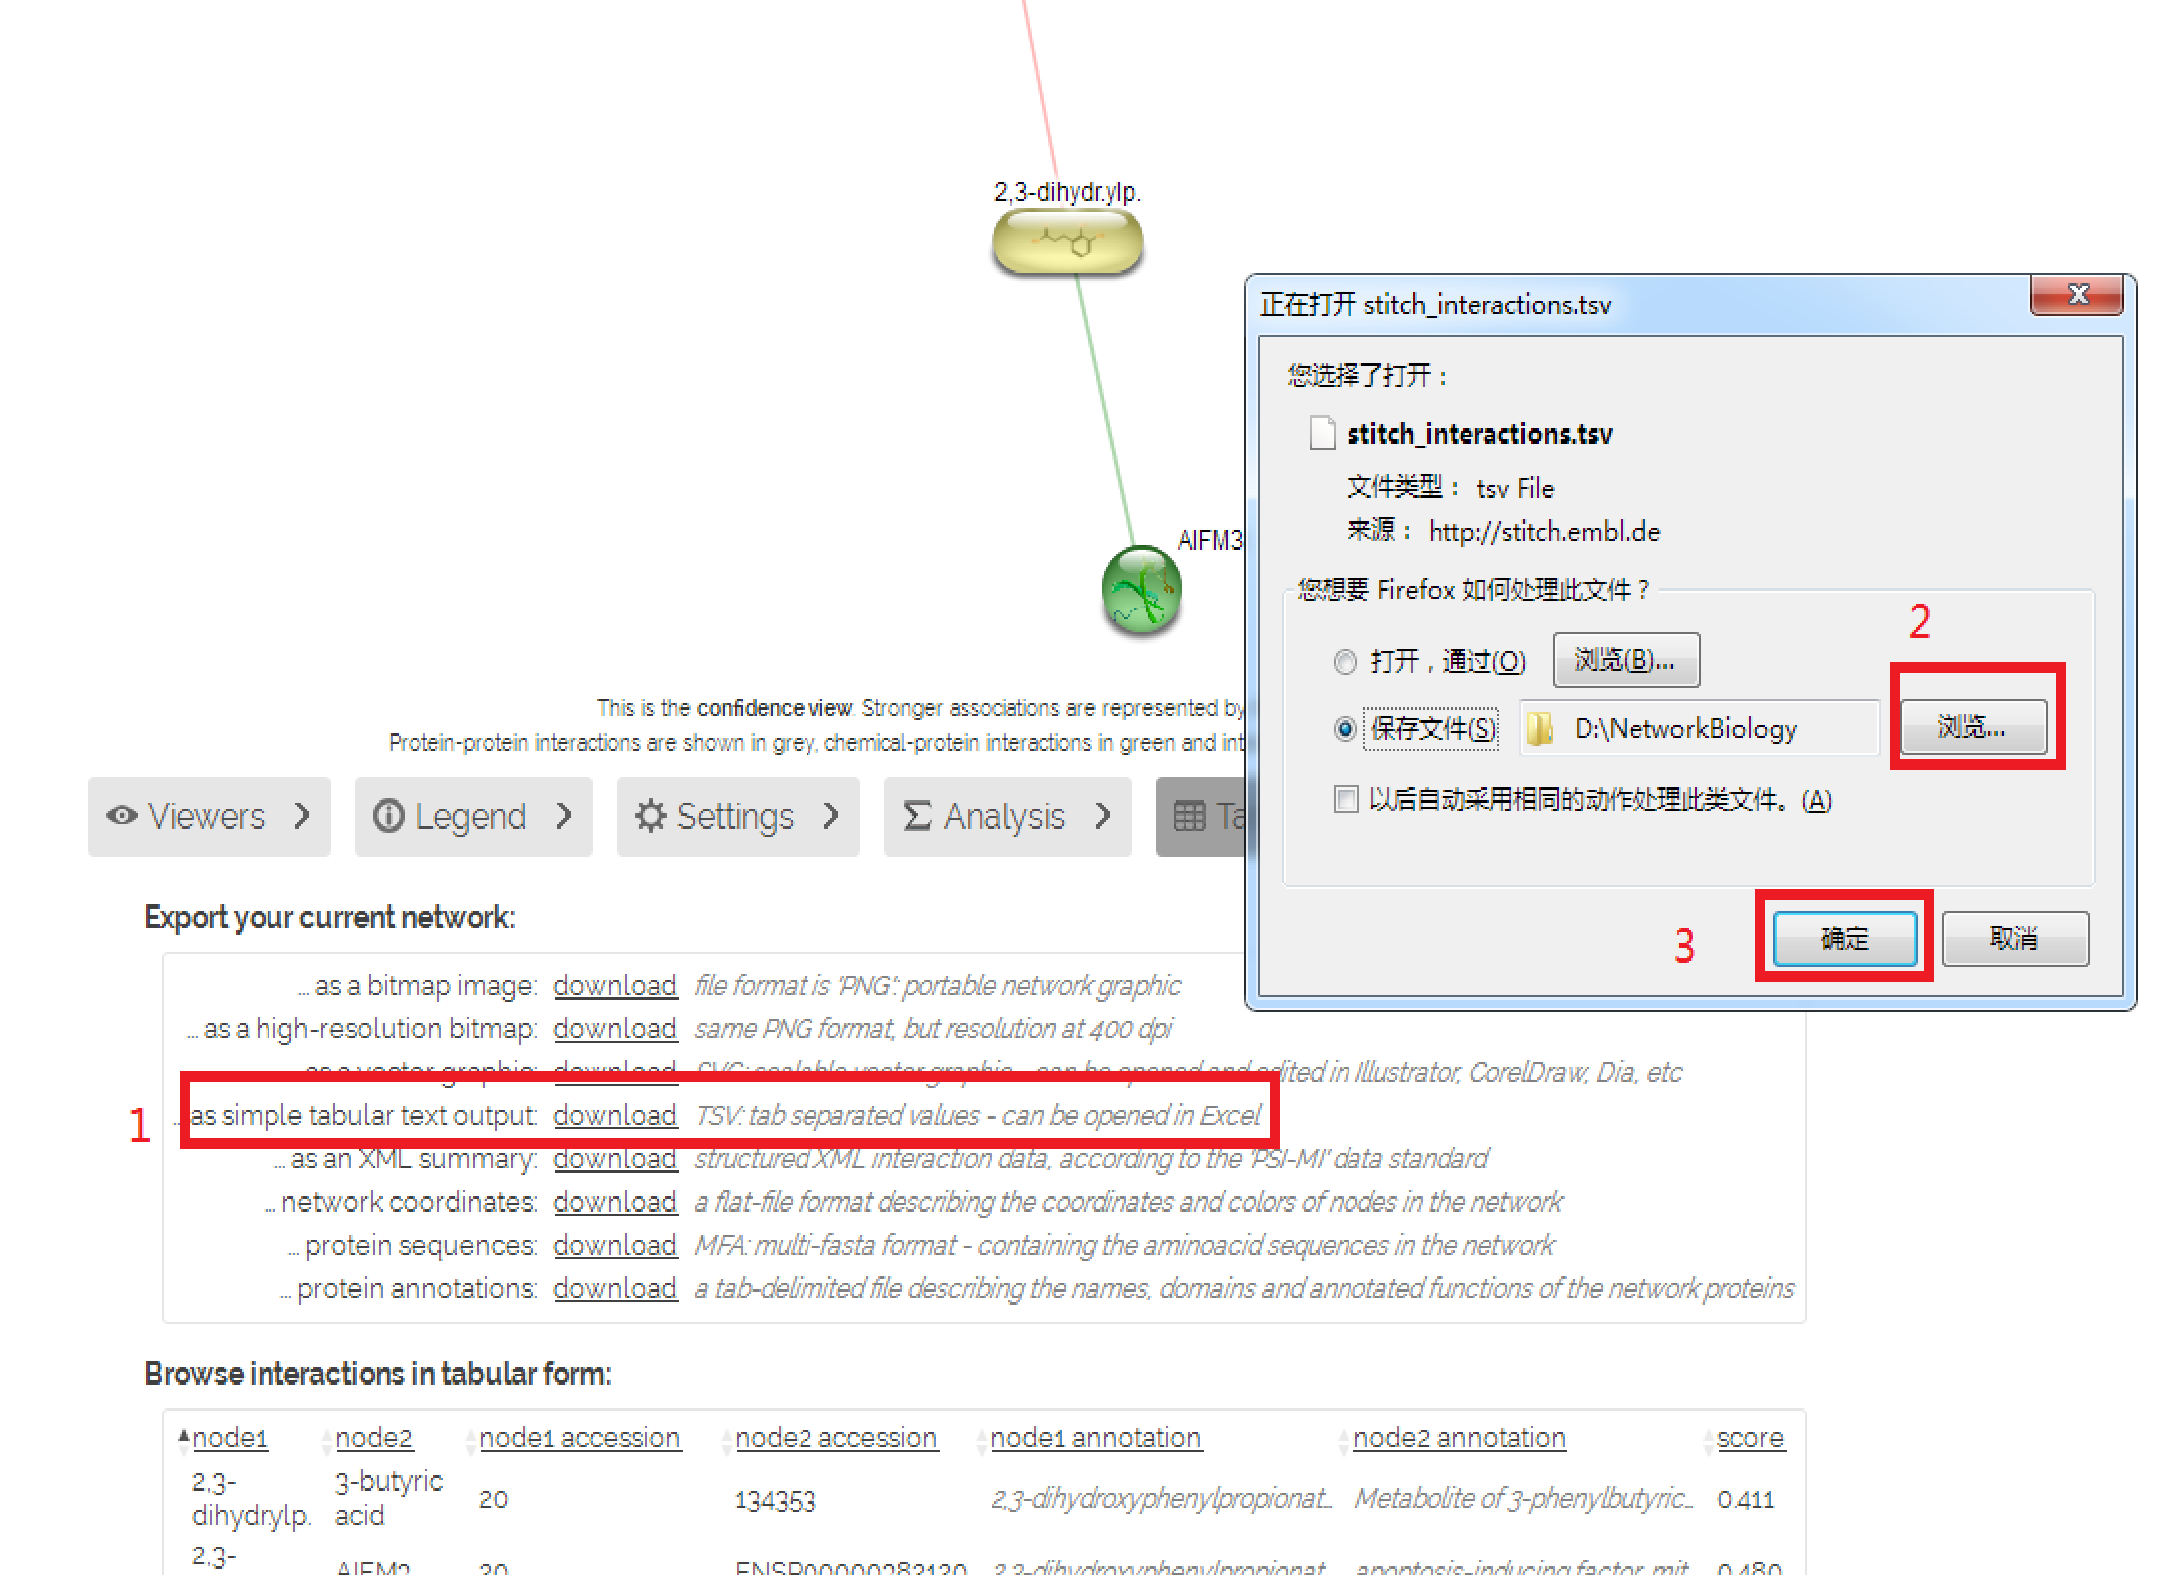 2,3-dihydr.ylp.
AIFM3
This is the confidence view. Stronger associations are represented by
Protein-protein interactions are shown in grey, chemical-protein interactions in green and int
Viewers
Legend
Settings
Analysis
Ta
正在打开 stitch_interactions.tsv
X
您选择了打开：
stitch_interactions.tsv
文件类型： tsv File
来源： http://stitch.embl.de
您想要 Firefox 如何处理此文件？
2
打开，通过(O) 浏览(B)...
保存文件(S) D:\NetworkBiology 浏览...
以后自动采用相同的动作处理此类文件。(A)
3 确定 取消
Export your current network:
... as a bitmap image: download file format is 'PNG': portable network graphic
... as a high-resolution bitmap: download same PNG format, but resolution at 400 dpi
... as a vector graphic: download SVG: scalable vector graphic - can be opened and edited in Illustrator, CorelDraw, Dia, etc
1 ... as simple tabular text output: download TSV: tab separated values - can be opened in Excel
... as an XML summary: download structured XML interaction data, according to the 'PSI-MI' data standard
... network coordinates: download a flat-file format describing the coordinates and colors of nodes in the network
... protein sequences: download MFA: multi-fasta format - containing the aminoacid sequences in the network
... protein annotations: download a tab-delimited file describing the names, domains and annotated functions of the network proteins
Browse interactions in tabular form:
node1 node2 node1 accession node2 accession node1 annotation node2 annotation score
2,3-dihydrylp. 3-butyric acid 20 134353 2,3-dihydroxyphenylpropionat... Metabolite of 3-phenylbutyric... 0.411
2,3- 20 2,3-dihydroxyphenylpropionat... apoptosis-inducing factor, mit... 0.480